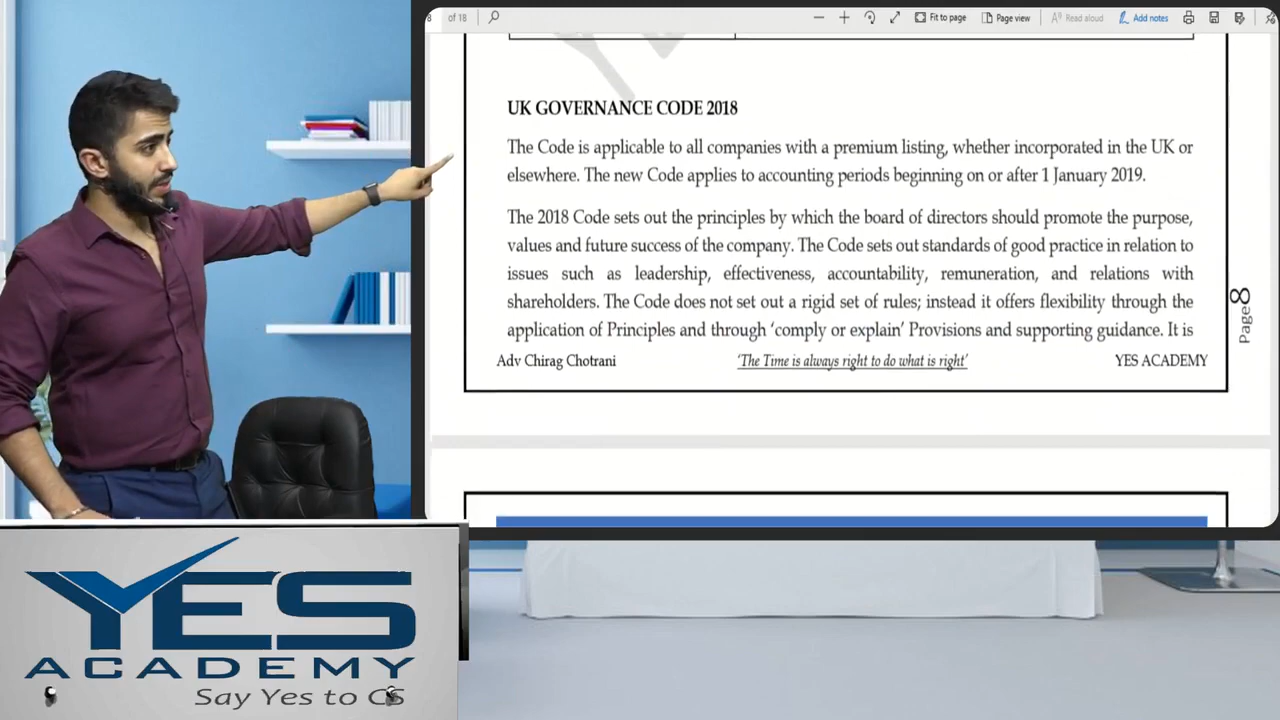 8 of 18
Fit to page
Page view
Read aloud
Add notes
UK GOVERNANCE CODE 2018
The Code is applicable to all companies with a premium listing, whether incorporated in the UK or
elsewhere. The new Code applies to accounting periods beginning on or after 1 January 2019.
The 2018 Code sets out the principles by which the board of directors should promote the purpose,
values and future success of the company. The Code sets out standards of good practice in relation to
issues such as leadership, effectiveness, accountability, remuneration, and relations with
shareholders. The Code does not set out a rigid set of rules; instead it offers flexibility through the
application of Principles and through ‘comply or explain’ Provisions and supporting guidance. It is
Page8
Adv Chirag Chotrani
‘The Time is always right to do what is right’
YES ACADEMY
YES
ACADEMY
Say Yes to CS